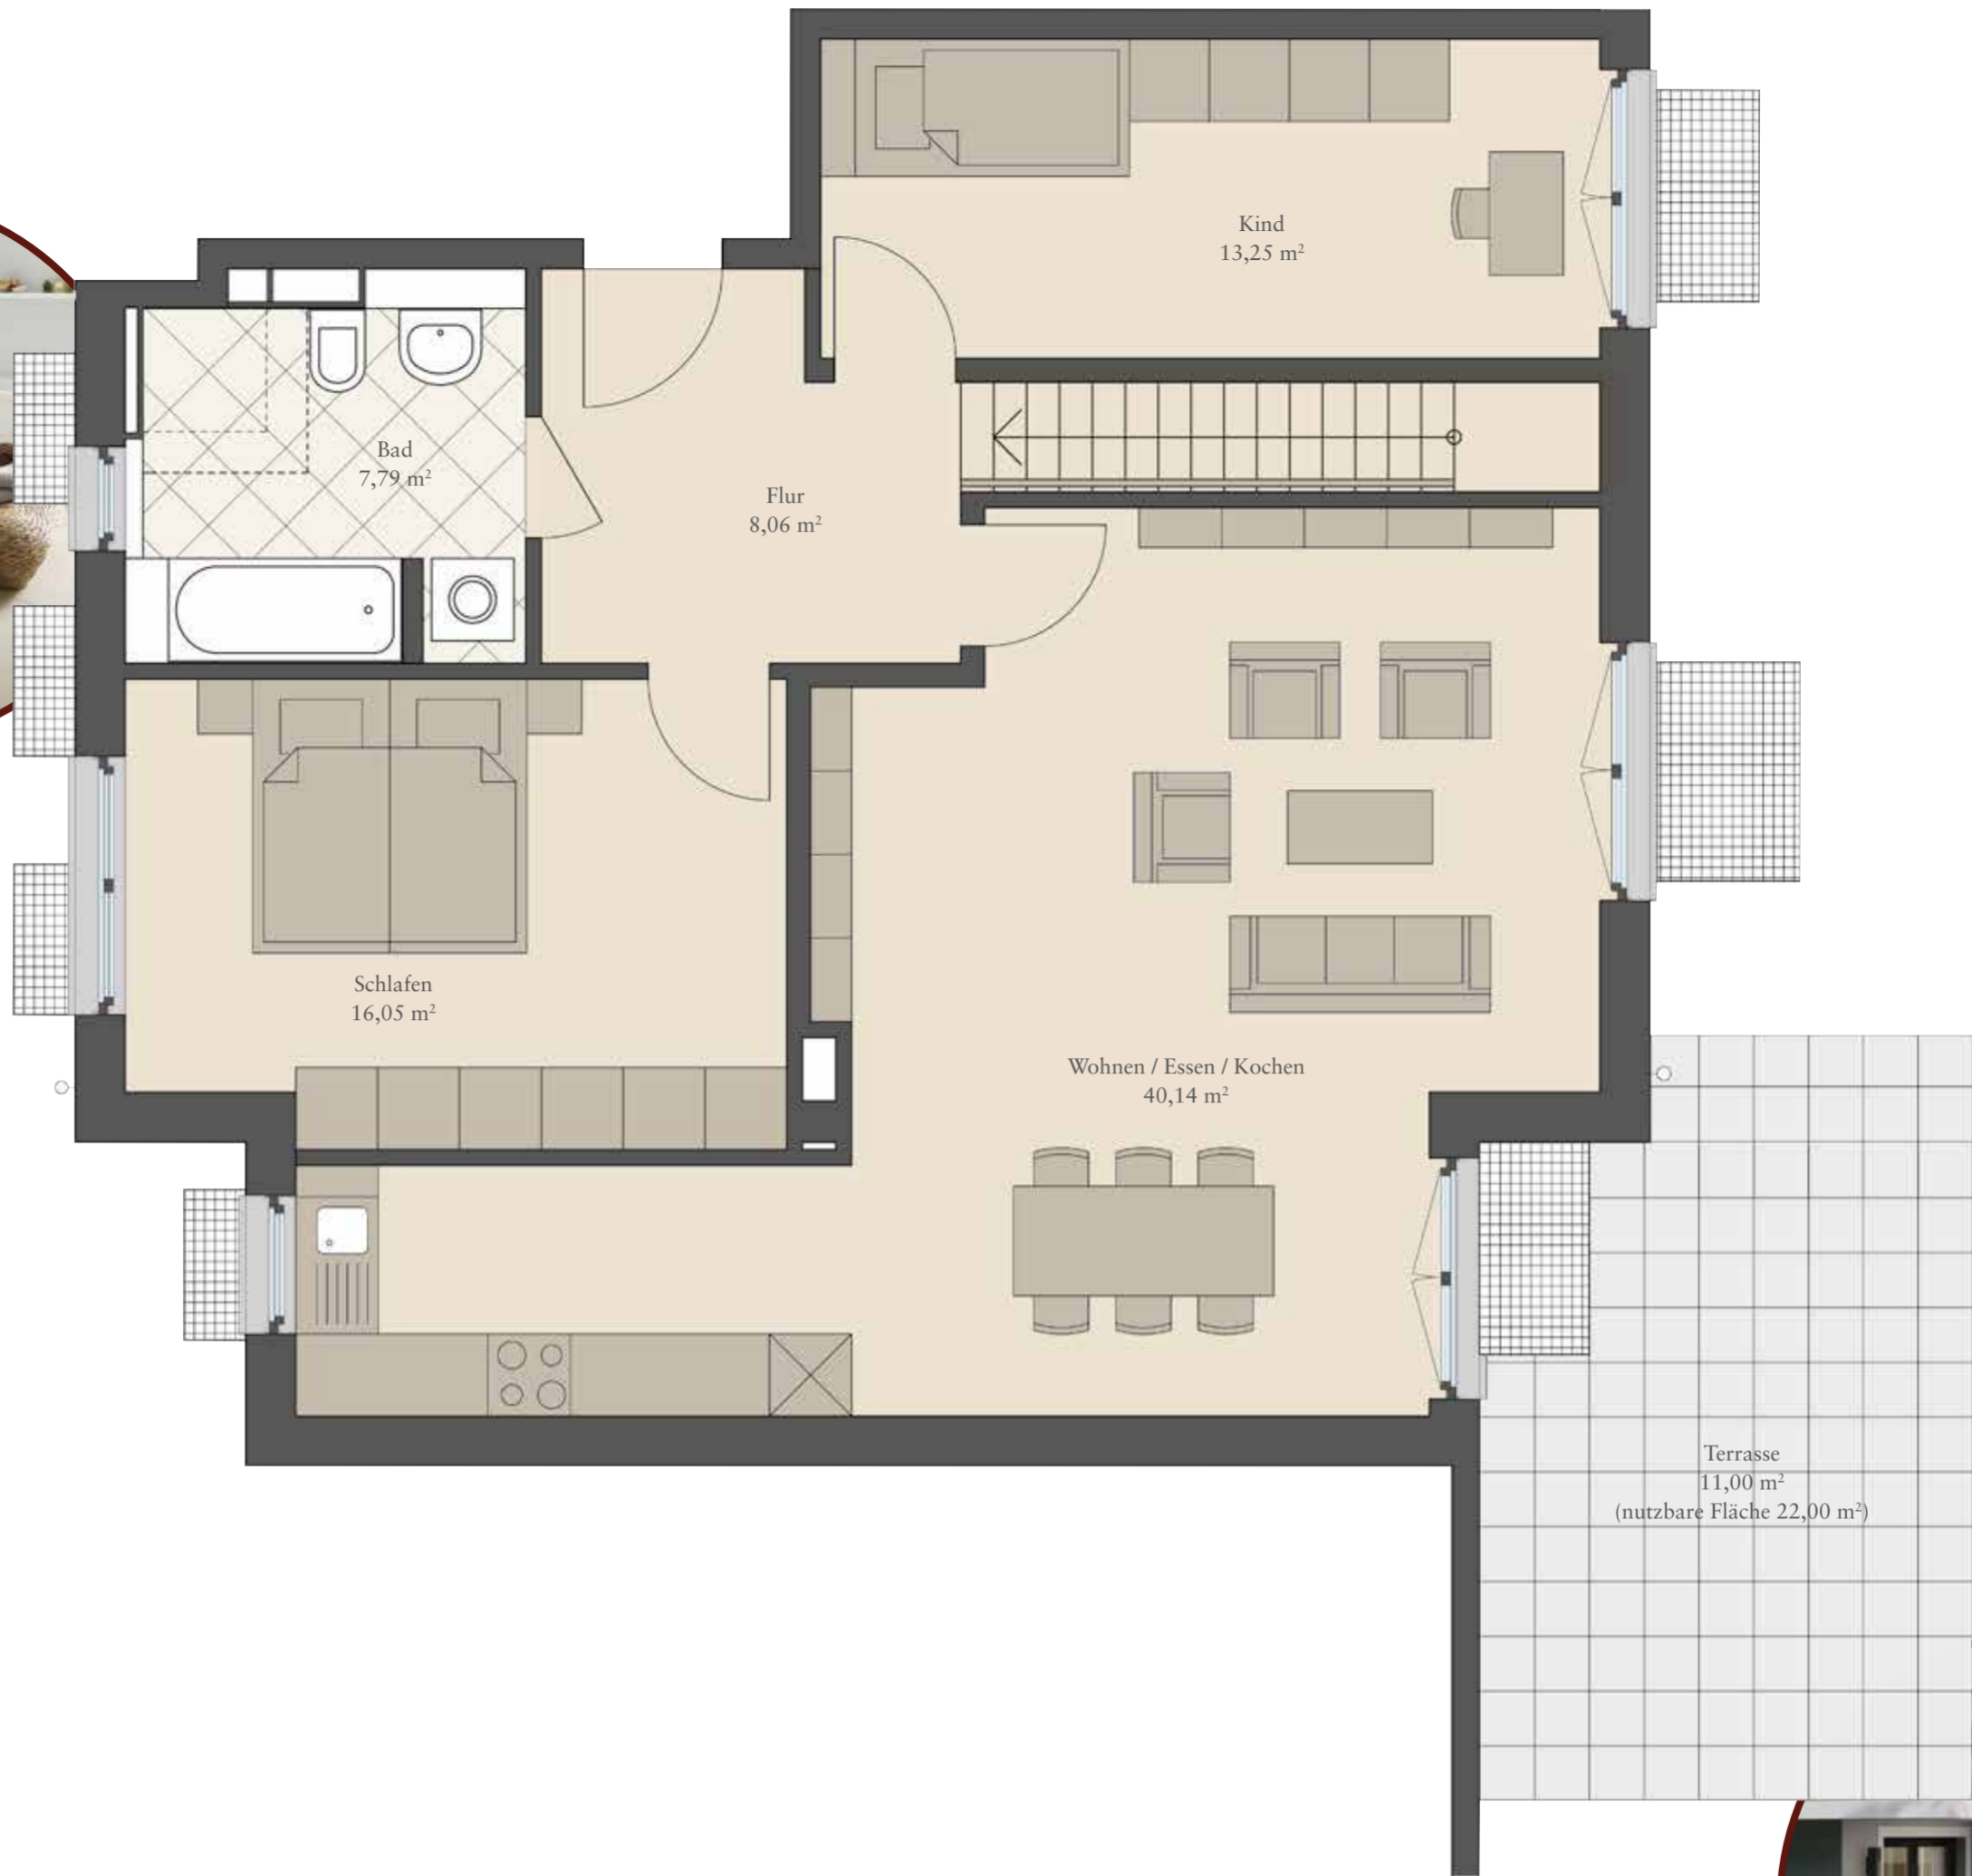 Kind
13,25 m²
Bad
7,79 m²
Flur
8,06 m²
Schlafen
16,05 m²
Wohnen / Essen / Kochen
40,14 m²
Terrasse
11,00 m²
(nutzbare Fläche 22,00 m²)